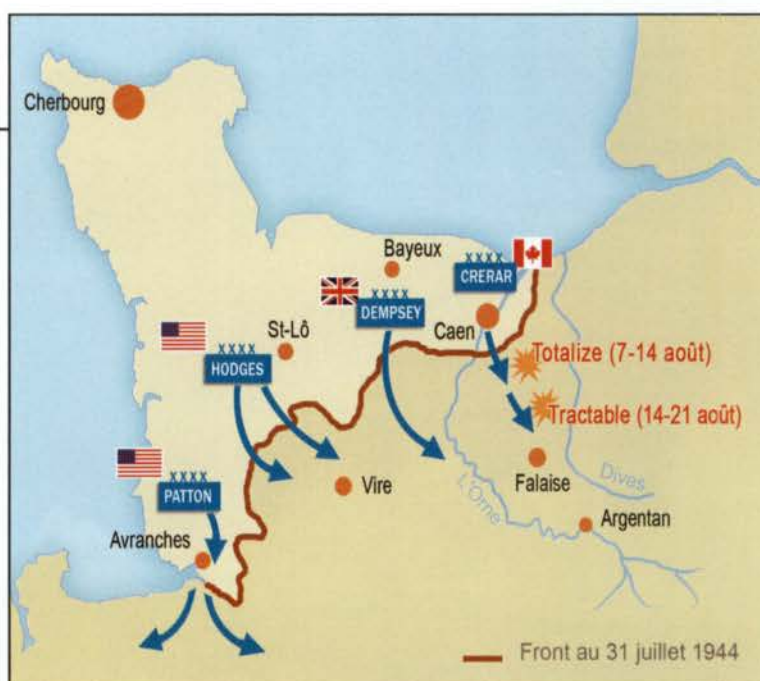 Cherbourg
Bayeux
XXXX
CRERAR
XXXX
DEMPSEY
Caen
St-Lô
XXXX
HODGES
Totalize (7-14 août)
Tractable (14-21 août)
XXXX
PATTON
Vire
Falaise
L'Orne
Divas
Avranches
Argentan
Front au 31 juillet 1944